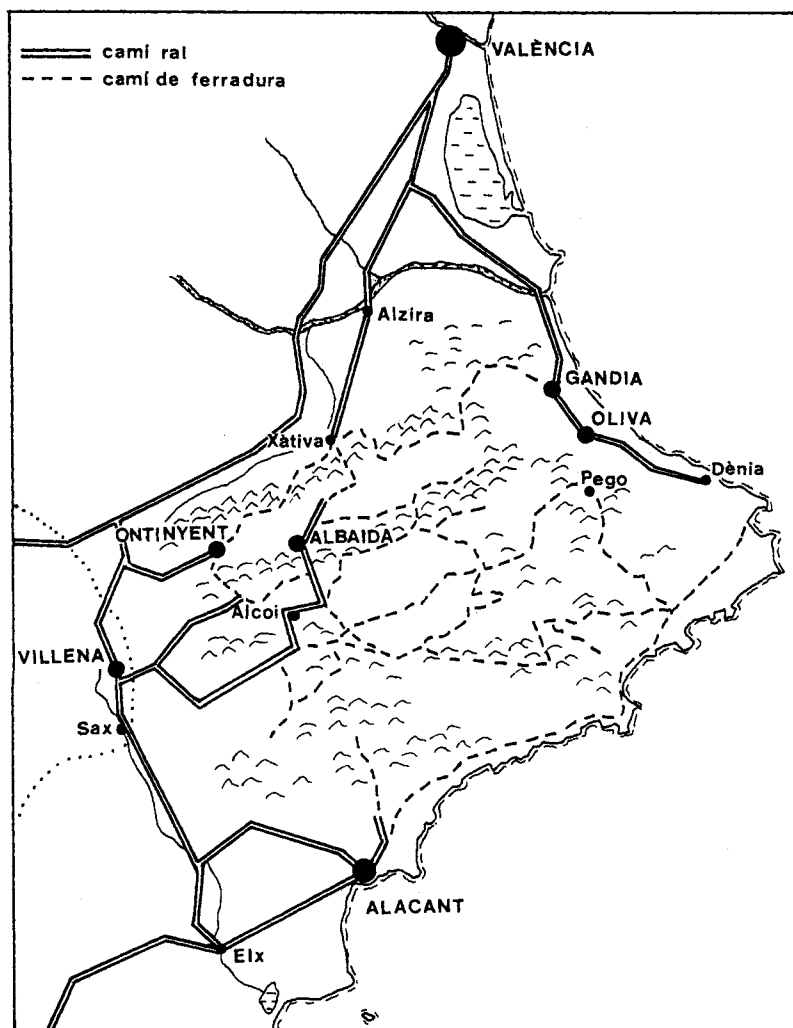 camí ral
camí de ferradura
VALÈNCIA
Alzira
GANDIA
OLIVA
Xàtiva
Dènia
Pego
ONTINYENT
ALBAIDA
Alcoi
VILLENA
Sax
ALACANT
Elx